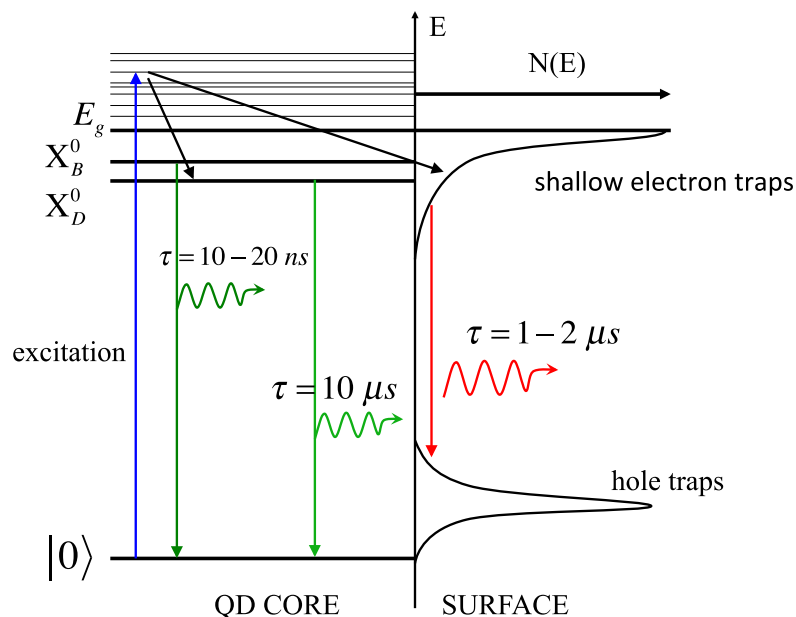 E
N(E)
E_g
X_B^0
X_D^0
shallow electron traps
τ = 10 – 20 ns
excitation
τ = 1 – 2 μs
τ = 10 μs
hole traps
|0⟩
QD CORE
SURFACE